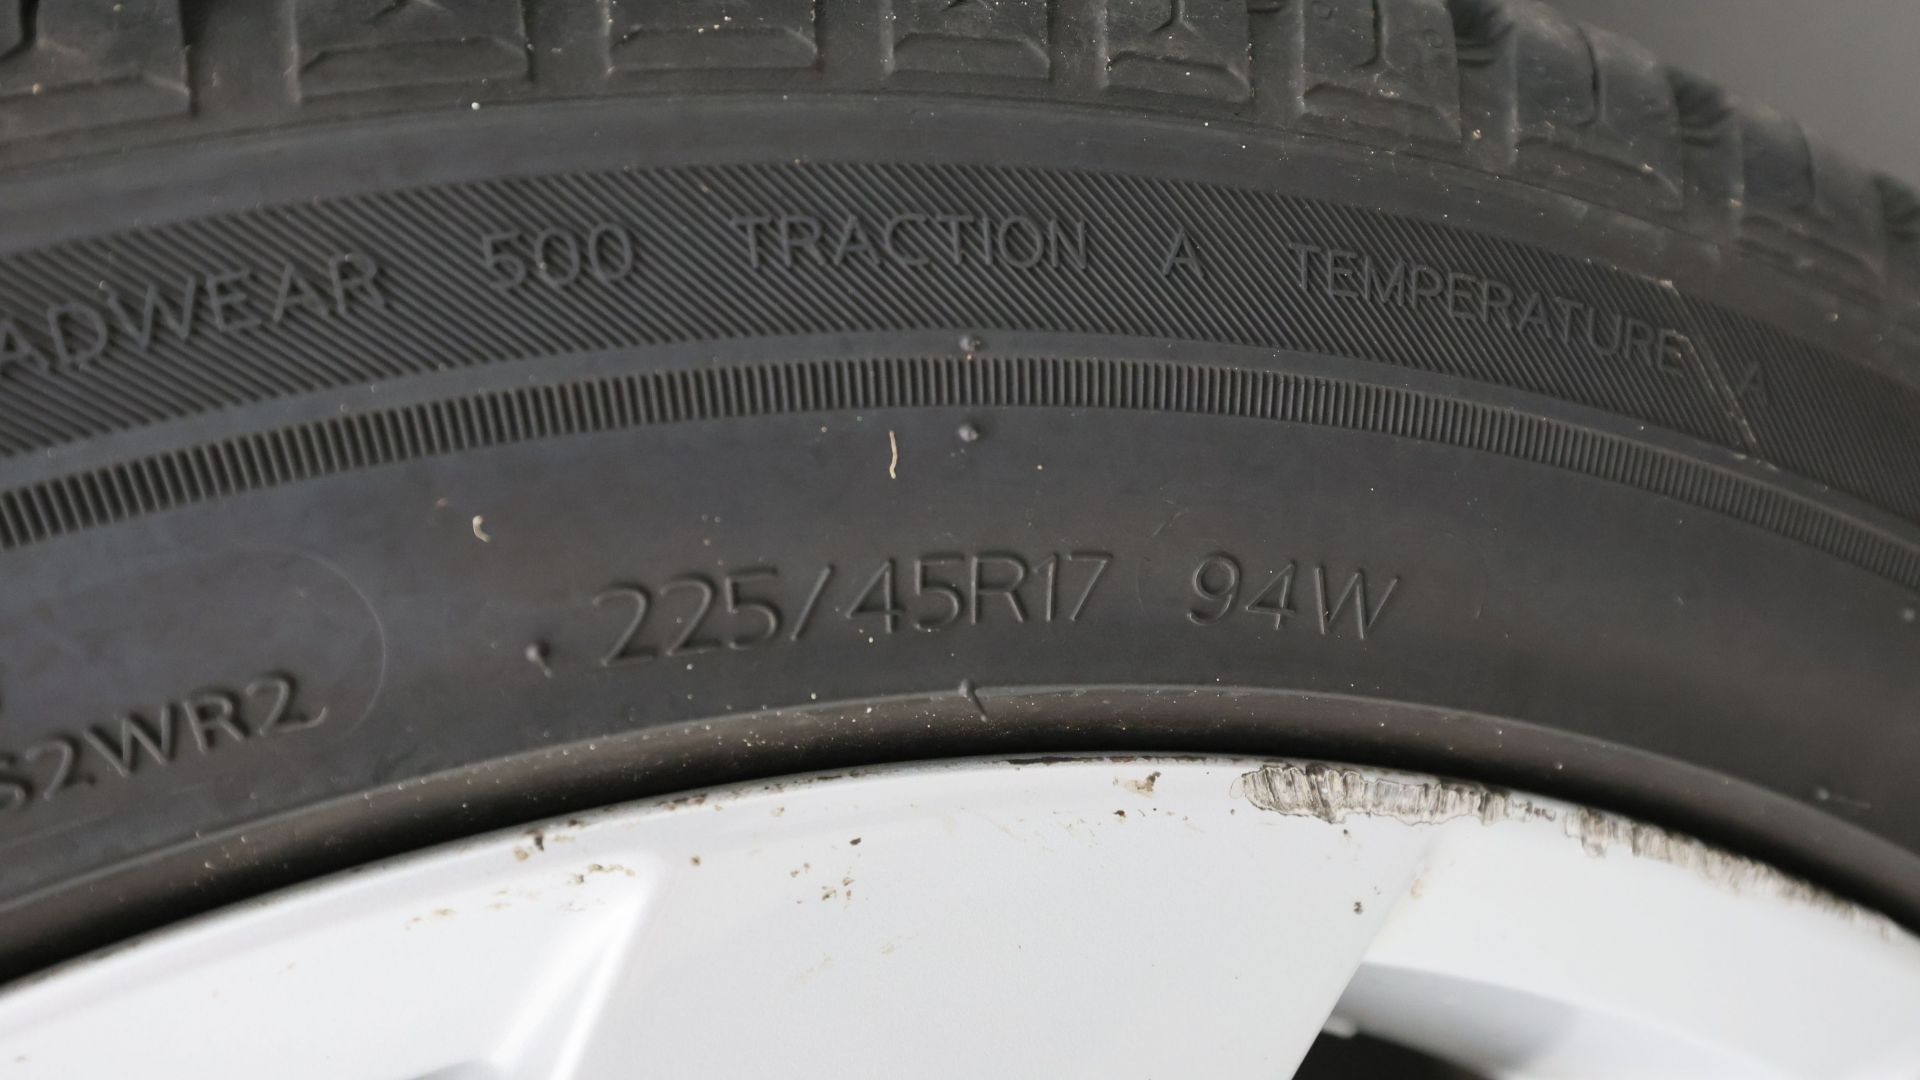 ADWEAR 500 TRACTION A TEMPERATURE A
225/45R17 94W
S2WR2